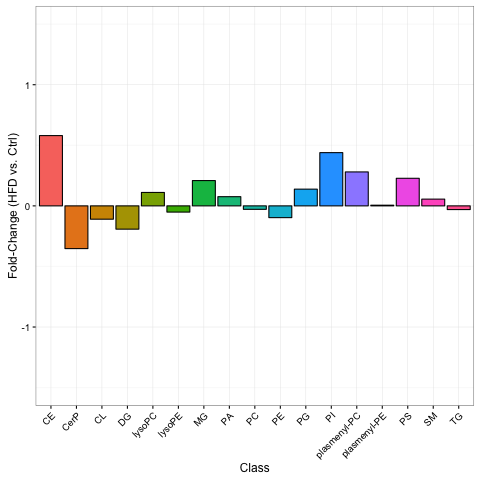 Fold-Change (HFD vs. Ctrl)
1
0
-1
CE
CerP
CL
DG
lysoPC
lysoPE
MG
PA
PC
PE
PG
PI
plasmenyl-PC
plasmenyl-PE
PS
SM
TG
Class